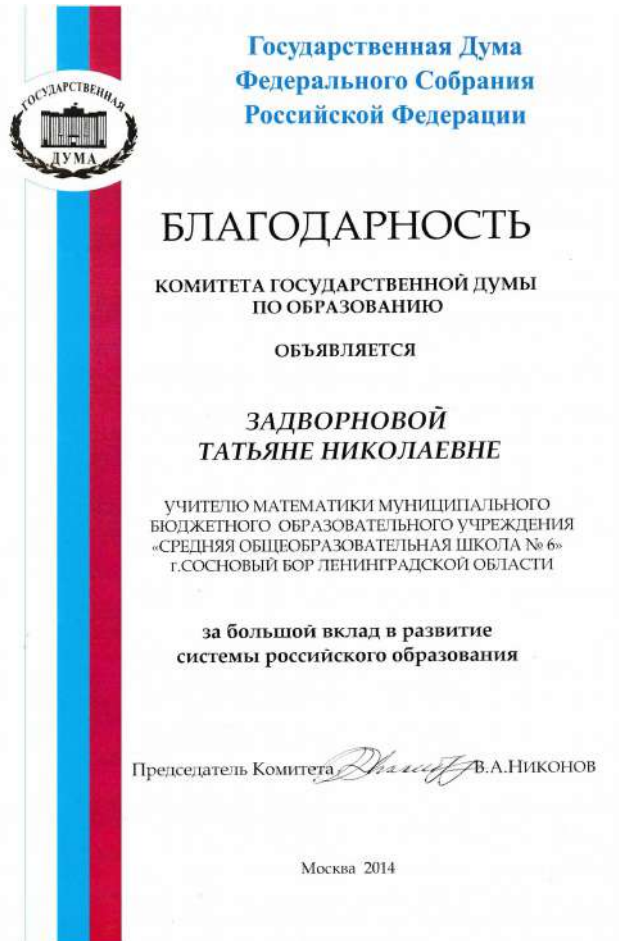 Государственная Дума
Федерального Собрания
Российской Федерации
ГОСУДАРСТВЕННАЯ
ДУМА
БЛАГОДАРНОСТЬ
КОМИТЕТА ГОСУДАРСТВЕННОЙ ДУМЫ
ПО ОБРАЗОВАНИЮ
ОБЪЯВЛЯЕТСЯ
ЗАДВОРНОВОЙ
ТАТЬЯНЕ НИКОЛАЕВНЕ
УЧИТЕЛЮ МАТЕМАТИКИ МУНИЦИПАЛЬНОГО
БЮДЖЕТНОГО ОБРАЗОВАТЕЛЬНОГО УЧРЕЖДЕНИЯ
«СРЕДНЯЯ ОБЩЕОБРАЗОВАТЕЛЬНАЯ ШКОЛА № 6»
г.СОСНОВЫЙ БОР ЛЕНИНГРАДСКОЙ ОБЛАСТИ
за большой вклад в развитие
системы российского образования
Председатель Комитета В.А.НИКОНОВ
Москва 2014